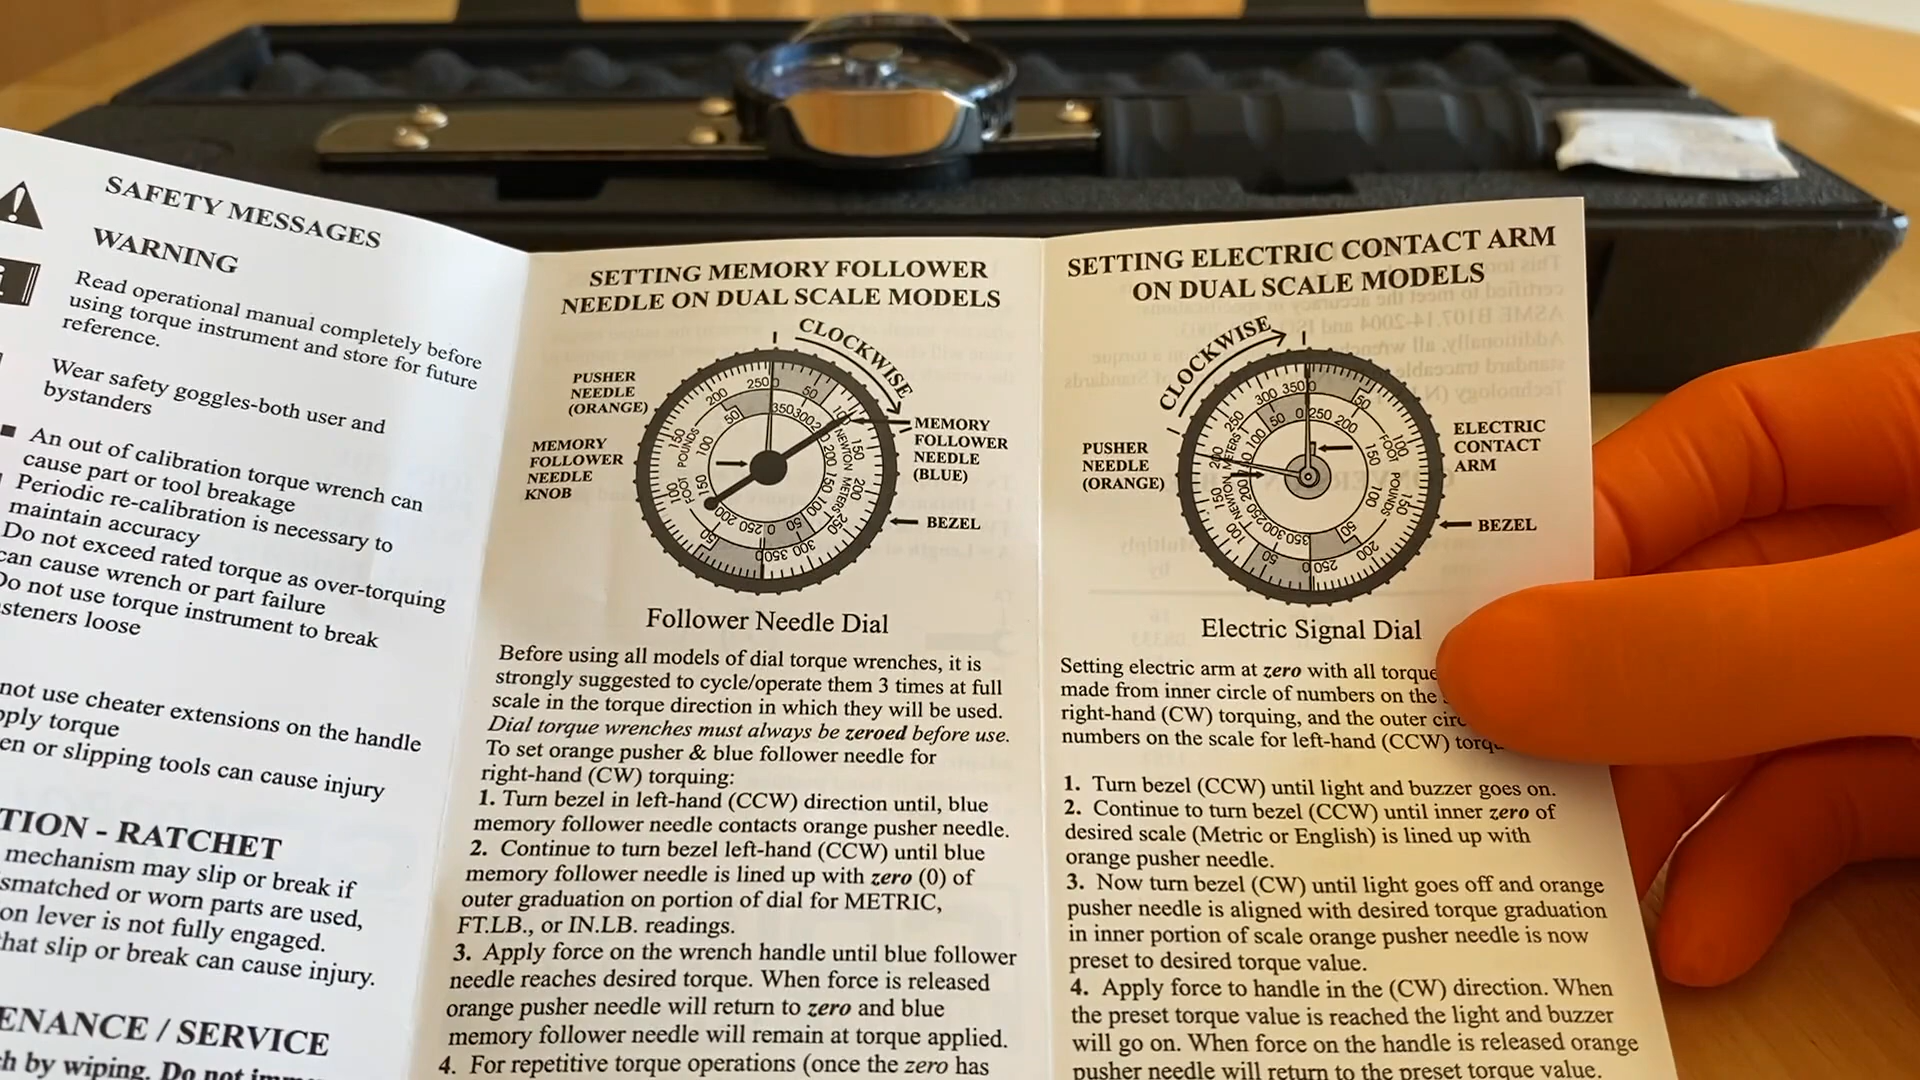 SAFETY MESSAGES
WARNING
Read operational manual completely before
using torque instrument and store for future
reference.
Wear safety goggles-both user and
bystanders
An out of calibration torque wrench can
cause part or tool breakage
Periodic re-calibration is necessary to
maintain accuracy
Do not exceed rated torque as over-torquing
can cause wrench or part failure
Do not use torque instrument to break
fasteners loose
not use cheater extensions on the handle
torque
or slipping tools can cause injury
- RATCHET
mechanism may slip or break if
or worn parts are used,
lever is not fully engaged.
that slip or break can cause injury.
/ SERVICE
by wiping. Do not
SETTING MEMORY FOLLOWER
NEEDLE ON DUAL SCALE MODELS
CLOCKWISE
PUSHER
NEEDLE
(ORANGE)
MEMORY
FOLLOWER
NEEDLE
KNOB
MEMORY
FOLLOWER
NEEDLE
(BLUE)
BEZEL
FOOT POUNDS
NEWTON METERS
Follower Needle Dial
Before using all models of dial torque wrenches, it is
strongly suggested to cycle/operate them 3 times at full
scale in the torque direction in which they will be used.
Dial torque wrenches must always be zeroed before use.
To set orange pusher & blue follower needle for
right-hand (CW) torquing:
1. Turn bezel in left-hand (CCW) direction until, blue
memory follower needle contacts orange pusher needle.
2. Continue to turn bezel left-hand (CCW) until blue
memory follower needle is lined up with zero (0) of
outer graduation on portion of dial for METRIC,
FT.LB., or IN.LB. readings.
3. Apply force on the wrench handle until blue follower
needle reaches desired torque. When force is released
orange pusher needle will return to zero and blue
memory follower needle will remain at torque applied.
4. For repetitive torque operations (once the zero has
SETTING ELECTRIC CONTACT ARM
ON DUAL SCALE MODELS
CLOCKWISE
PUSHER
NEEDLE
(ORANGE)
ELECTRIC
CONTACT
ARM
BEZEL
NEWTON METERS
FOOT POUNDS
Electric Signal Dial
Setting electric arm at zero with all torque
made from inner circle of numbers on the
right-hand (CW) torquing, and the outer
numbers on the scale for left-hand (CCW)
1. Turn bezel (CCW) until light and buzzer goes on.
2. Continue to turn bezel (CCW) until inner zero of
desired scale (Metric or English) is lined up with
orange pusher needle.
3. Now turn bezel (CW) until light goes off and orange
pusher needle is aligned with desired torque graduation
in inner portion of scale orange pusher needle is now
preset to desired torque value.
4. Apply force to handle in the (CW) direction. When
the preset torque value is reached the light and buzzer
will go on. When force on the handle is released orange
pusher needle will return to the preset torque value.